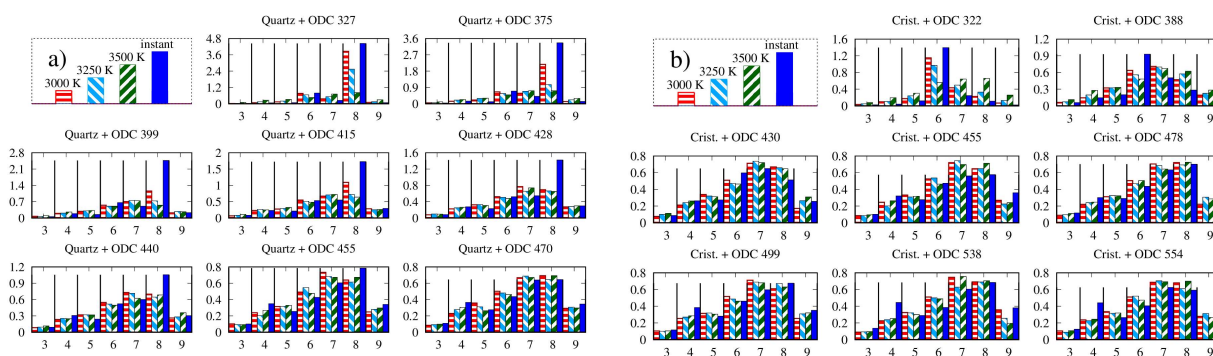 a)
instant
3500 K
3250 K
3000 K
Quartz + ODC 327
4.8
3.6
2.4
1.2
0
3 4 5 6 7 8 9
Quartz + ODC 375
3.6
2.7
1.8
0.9
0
3 4 5 6 7 8 9
Quartz + ODC 399
2.8
2.1
1.4
0.7
0
3 4 5 6 7 8 9
Quartz + ODC 415
2
1.5
1
0.5
0
3 4 5 6 7 8 9
Quartz + ODC 428
1.6
1.2
0.8
0.4
0
3 4 5 6 7 8 9
Quartz + ODC 440
1.2
0.9
0.6
0.3
0
3 4 5 6 7 8 9
Quartz + ODC 455
0.8
0.6
0.4
0.2
0
3 4 5 6 7 8 9
Quartz + ODC 470
0.8
0.6
0.4
0.2
0
3 4 5 6 7 8 9
b)
instant
3500 K
3250 K
3000 K
Crist. + ODC 322
1.6
1.2
0.8
0.4
0
3 4 5 6 7 8 9
Crist. + ODC 388
1.2
0.9
0.6
0.3
0
3 4 5 6 7 8 9
Crist. + ODC 430
0.8
0.6
0.4
0.2
0
3 4 5 6 7 8 9
Crist. + ODC 455
0.8
0.6
0.4
0.2
0
3 4 5 6 7 8 9
Crist. + ODC 478
0.8
0.6
0.4
0.2
0
3 4 5 6 7 8 9
Crist. + ODC 499
0.8
0.6
0.4
0.2
0
3 4 5 6 7 8 9
Crist. + ODC 538
0.8
0.6
0.4
0.2
0
3 4 5 6 7 8 9
Crist. + ODC 554
0.8
0.6
0.4
0.2
0
3 4 5 6 7 8 9